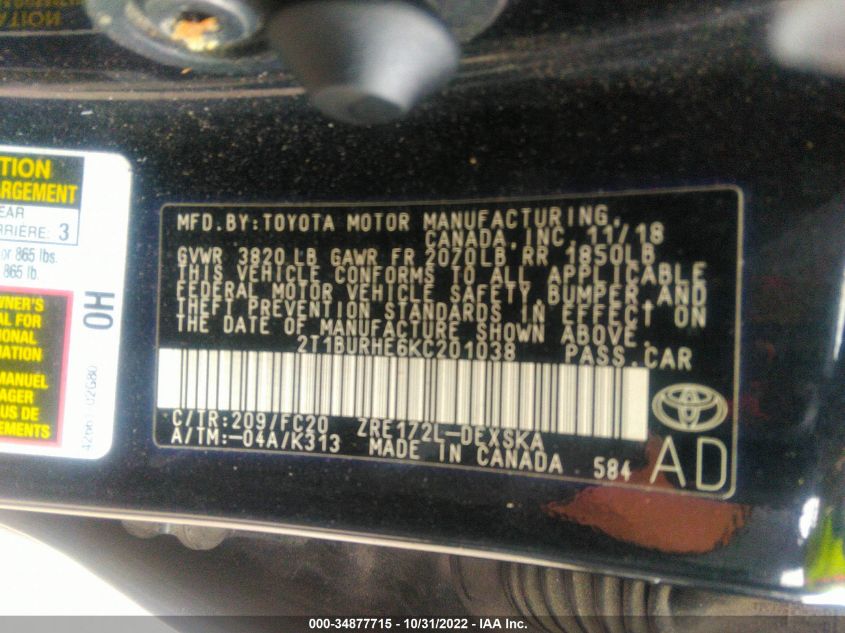 TION
ARGEMENT
EAR
ARRIÈRE: 3
or 865 lbs.
865 lb.
OWNER'S
AL FOR
IONAL
MATION
MANUEL
AGER
US DE
EMENTS
OH
42661-02G80
MFD. BY: TOYOTA MOTOR MANUFACTURING,
CANADA, INC. 11/18
GVWR 3820 LB GAWR FR 2070LB RR 1850LB
THIS VEHICLE CONFORMS TO ALL APPLICABLE
FEDERAL MOTOR VEHICLE SAFETY, BUMPER, AND
THEFT PREVENTION STANDARDS IN EFFECT ON
THE DATE OF MANUFACTURE SHOWN ABOVE.
2T1BURHE6KC201038 PASS. CAR
C/TR: 209/FC20 ZRE172L-DEXSKA
A/TM: -04A/K313 MADE IN CANADA 584
AD
000-34877715 - 10/31/2022 - IAA Inc.